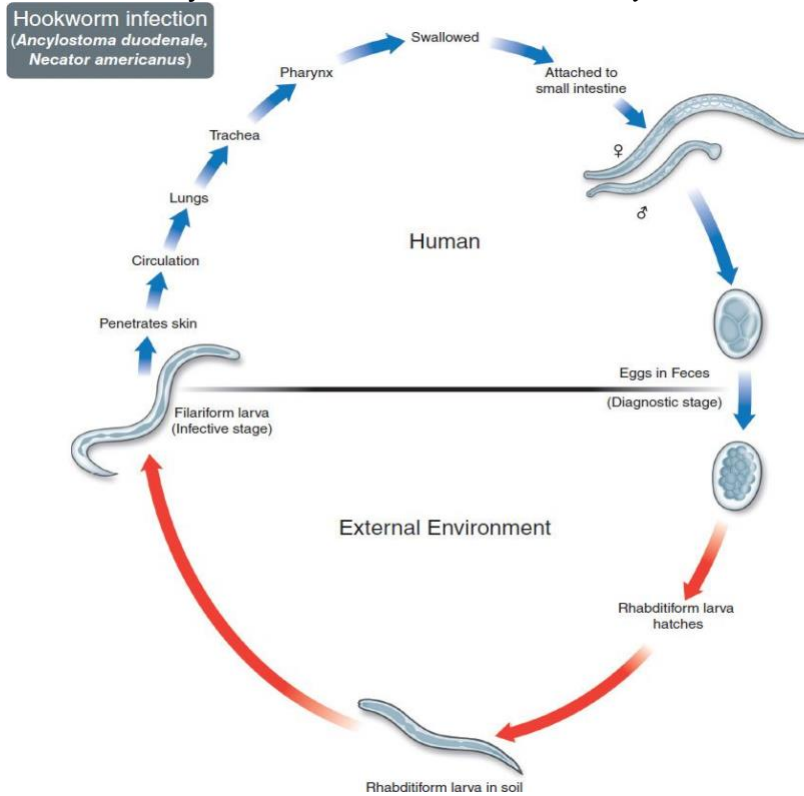 Hookworm infection
(Ancylostoma duodenale,
Necator americanus)
Swallowed
Pharynx
Attached to
small intestine
Trachea
♀
Lungs
♂
Human
Circulation
Penetrates skin
Eggs in Feces
(Diagnostic stage)
Filariform larva
(Infective stage)
External Environment
Rhabditiform larva
hatches
Rhabditiform larva in soil